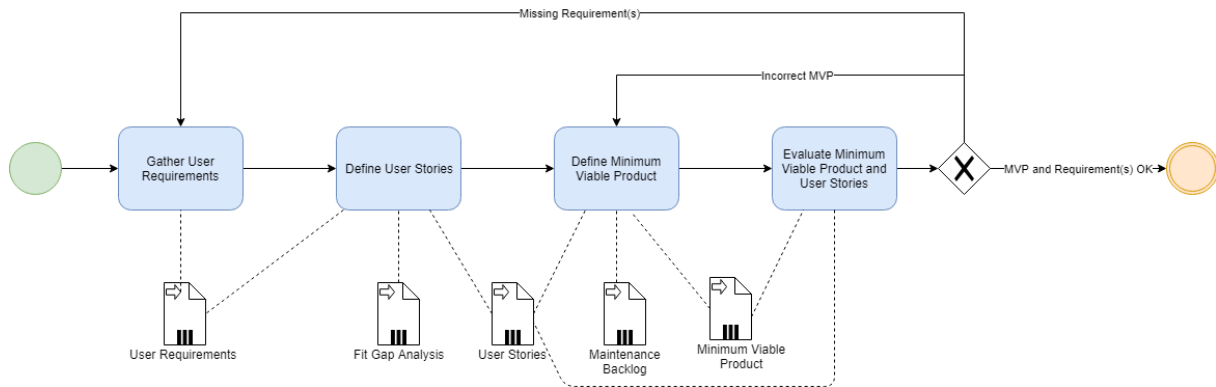 Missing Requirement(s)
Incorrect MVP
Gather User
Requirements
Define User Stories
Define Minimum
Viable Product
Evaluate Minimum
Viable Product and
User Stories
MVP and Requirement(s) OK
User Requirements
Fit Gap Analysis
User Stories
Maintenance
Backlog
Minimum Viable
Product